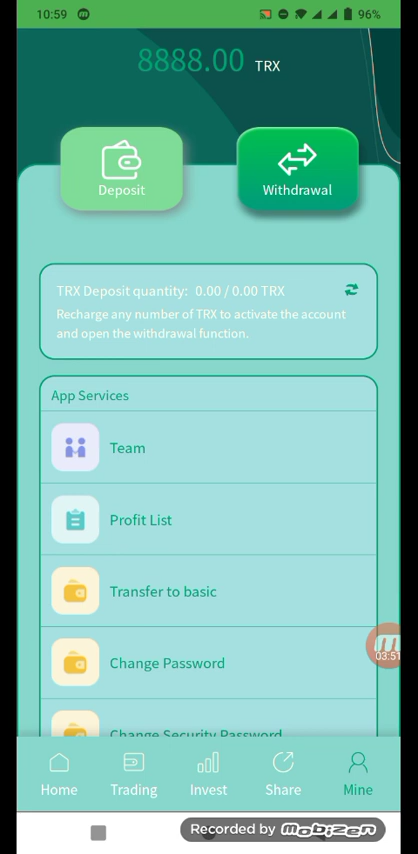 10:59
96%
8888.00 TRX
Deposit
Withdrawal
TRX Deposit quantity: 0.00 / 0.00 TRX
Recharge any number of TRX to activate the account
and open the withdrawal function.
App Services
Team
Profit List
Transfer to basic
Change Password
03:51
Change Security Password
Home
Trading
Invest
Share
Mine
Recorded by mobizen